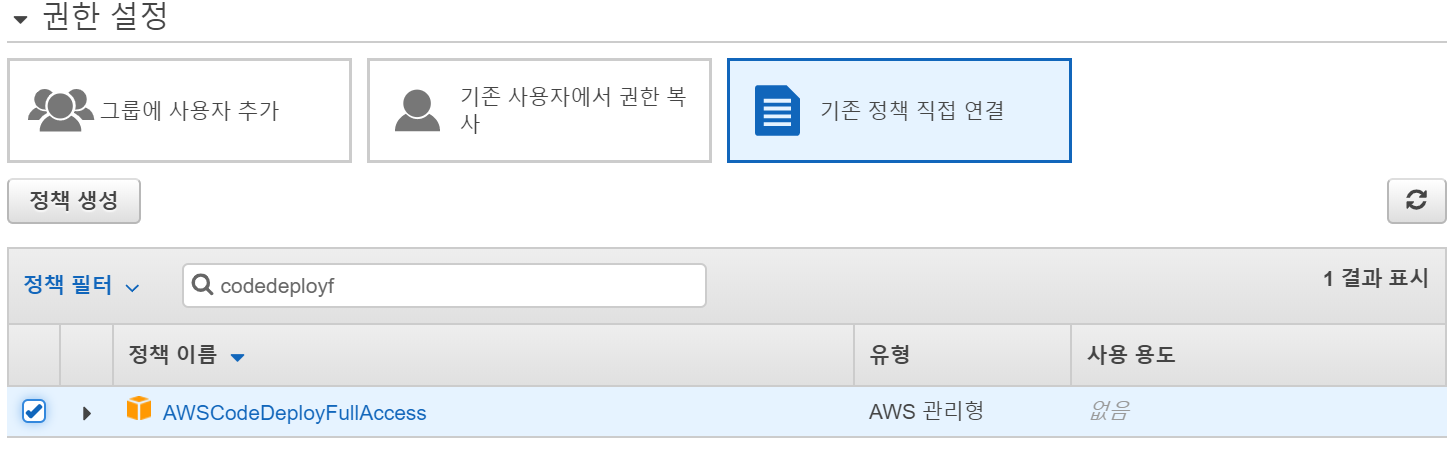 권한 설정
그룹에 사용자 추가
기존 사용자에서 권한 복
사
기존 정책 직접 연결
정책 생성
정책 필터
codedeployf
1 결과 표시
정책 이름
유형
사용 용도
AWSCodeDeployFullAccess
AWS 관리형
없음